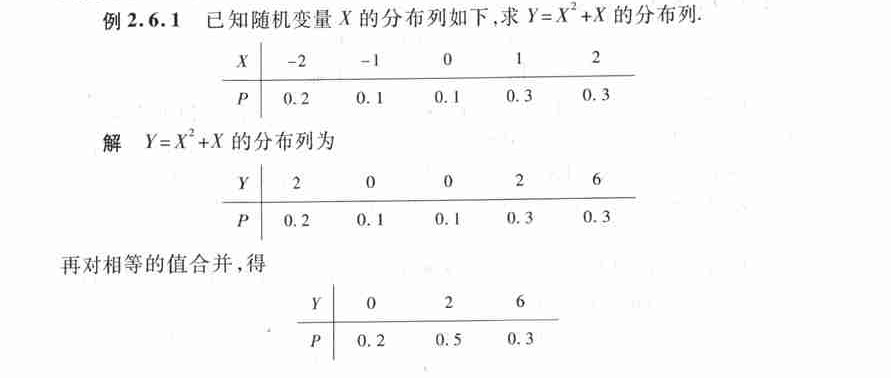 例 2.6.1 已知随机变量 X 的分布列如下,求 Y=X²+X 的分布列.
X -2 -1 0 1 2
P 0.2 0.1 0.1 0.3 0.3
解 Y=X²+X 的分布列为
Y 2 0 0 2 6
P 0.2 0.1 0.1 0.3 0.3
再对相等的值合并,得
Y 0 2 6
P 0.2 0.5 0.3